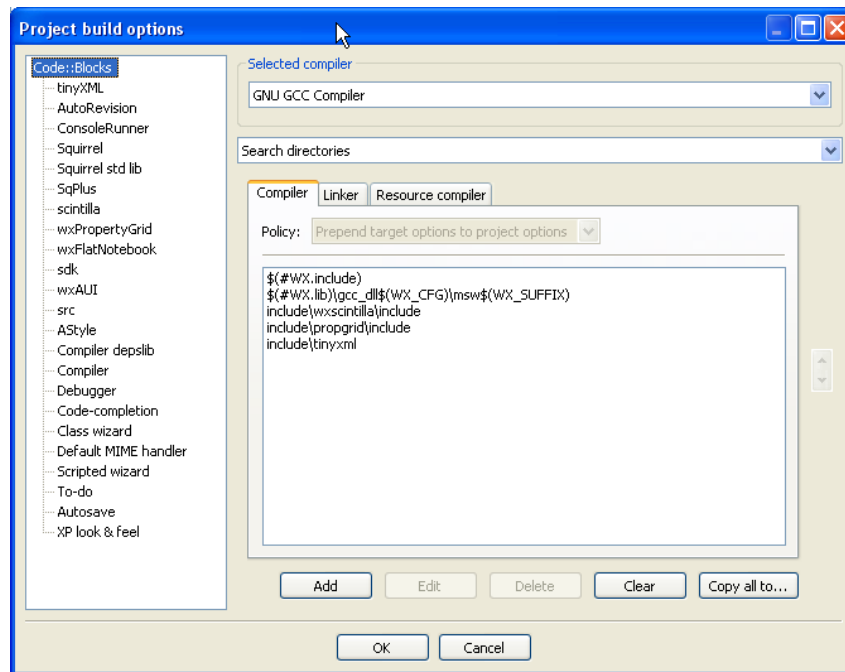 Project build options
Code::Blocks
tinyXML
AutoRevision
ConsoleRunner
Squirrel
Squirrel std lib
SqPlus
scintilla
wxPropertyGrid
wxFlatNotebook
sdk
wxAUI
src
AStyle
Compiler depslib
Compiler
Debugger
Code-completion
Class wizard
Default MIME handler
Scripted wizard
To-do
Autosave
XP look & feel
Selected compiler
GNU GCC Compiler
Search directories
Compiler Linker Resource compiler
Policy: Prepend target options to project options
$(#WX.include)
$(#WX.lib)\gcc_dll$(WX_CFG)\msw$(WX_SUFFIX)
include\wxscintilla\include
include\propgrid\include
include\tinyxml
Add Edit Delete Clear Copy all to...
OK Cancel